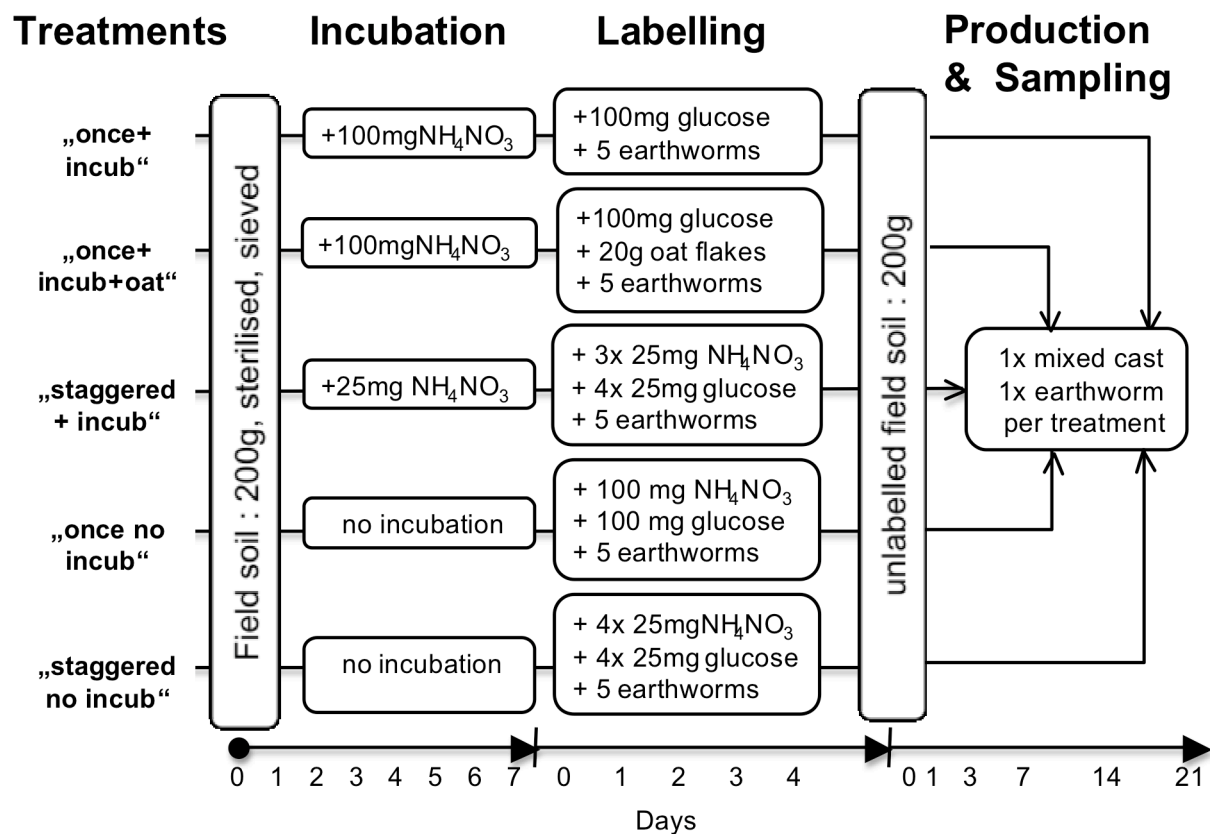 Treatments
Incubation
Labelling
Production
& Sampling
„once+
incub“
Field soil : 200g, sterilised, sieved
+100mgNH₄NO₃
+100mg glucose
+ 5 earthworms
unlabelled field soil : 200g
„once+
incub+oat“
+100mgNH₄NO₃
+100mg glucose
+ 20g oat flakes
+ 5 earthworms
„staggered
+ incub“
+25mg NH₄NO₃
+ 3x 25mg NH₄NO₃
+ 4x 25mg glucose
+ 5 earthworms
1x mixed cast
1x earthworm
per treatment
„once no
incub“
no incubation
+ 100 mg NH₄NO₃
+ 100 mg glucose
+ 5 earthworms
„staggered
no incub“
no incubation
+ 4x 25mgNH₄NO₃
+ 4x 25mg glucose
+ 5 earthworms
0 1 2 3 4 5 6 7 0 1 2 3 4 0 1 3 7 14 21
Days